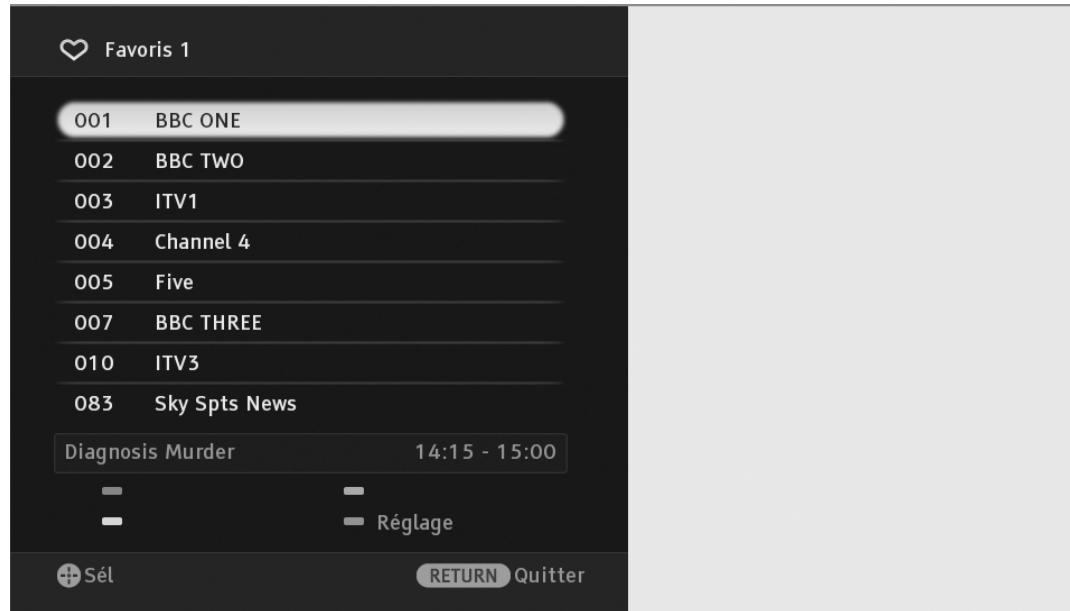 Favoris 1
001 BBC ONE
002 BBC TWO
003 ITV1
004 Channel 4
005 Five
007 BBC THREE
010 ITV3
083 Sky Spts News
Diagnosis Murder 14:15 - 15:00
Réglage
Sél RETURN Quitter